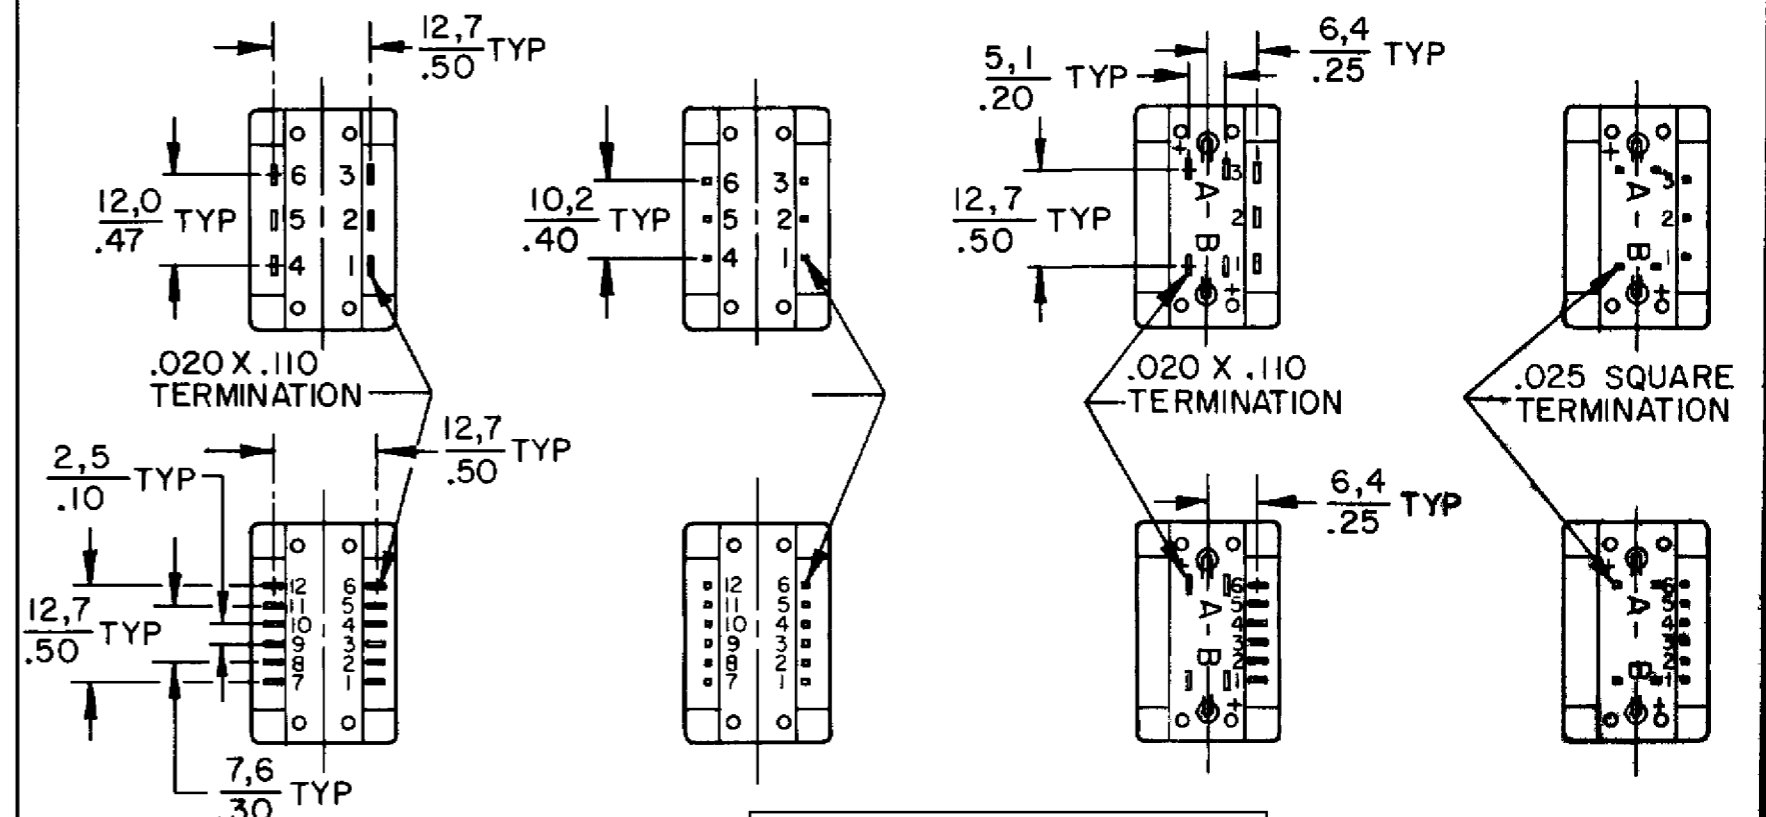 12,7
.50 TYP
6 3
5 2
4 1
12,0
.47 TYP
.020 X .110
TERMINATION
6 3
5 2
4 1
10,2
.40 TYP
5,1
.20 TYP
6,4
.25 TYP
12,7
.50 TYP
+
A-B
3
2
1
+
.020 X .110
TERMINATION
+
A-B
3
2
1
+
.025 SQUARE
TERMINATION
2,5
.10 TYP
12,7
.50 TYP
12,7
.50 TYP
7,6
.30 TYP
12 6
11 5
10 4
9 3
8 2
7 1
12 6
11 5
10 4
9 3
8 2
7 1
6,4
.25 TYP
+
A-B
6
5
4
3
2
1
+
+
A-B
6
5
4
3
2
1
+